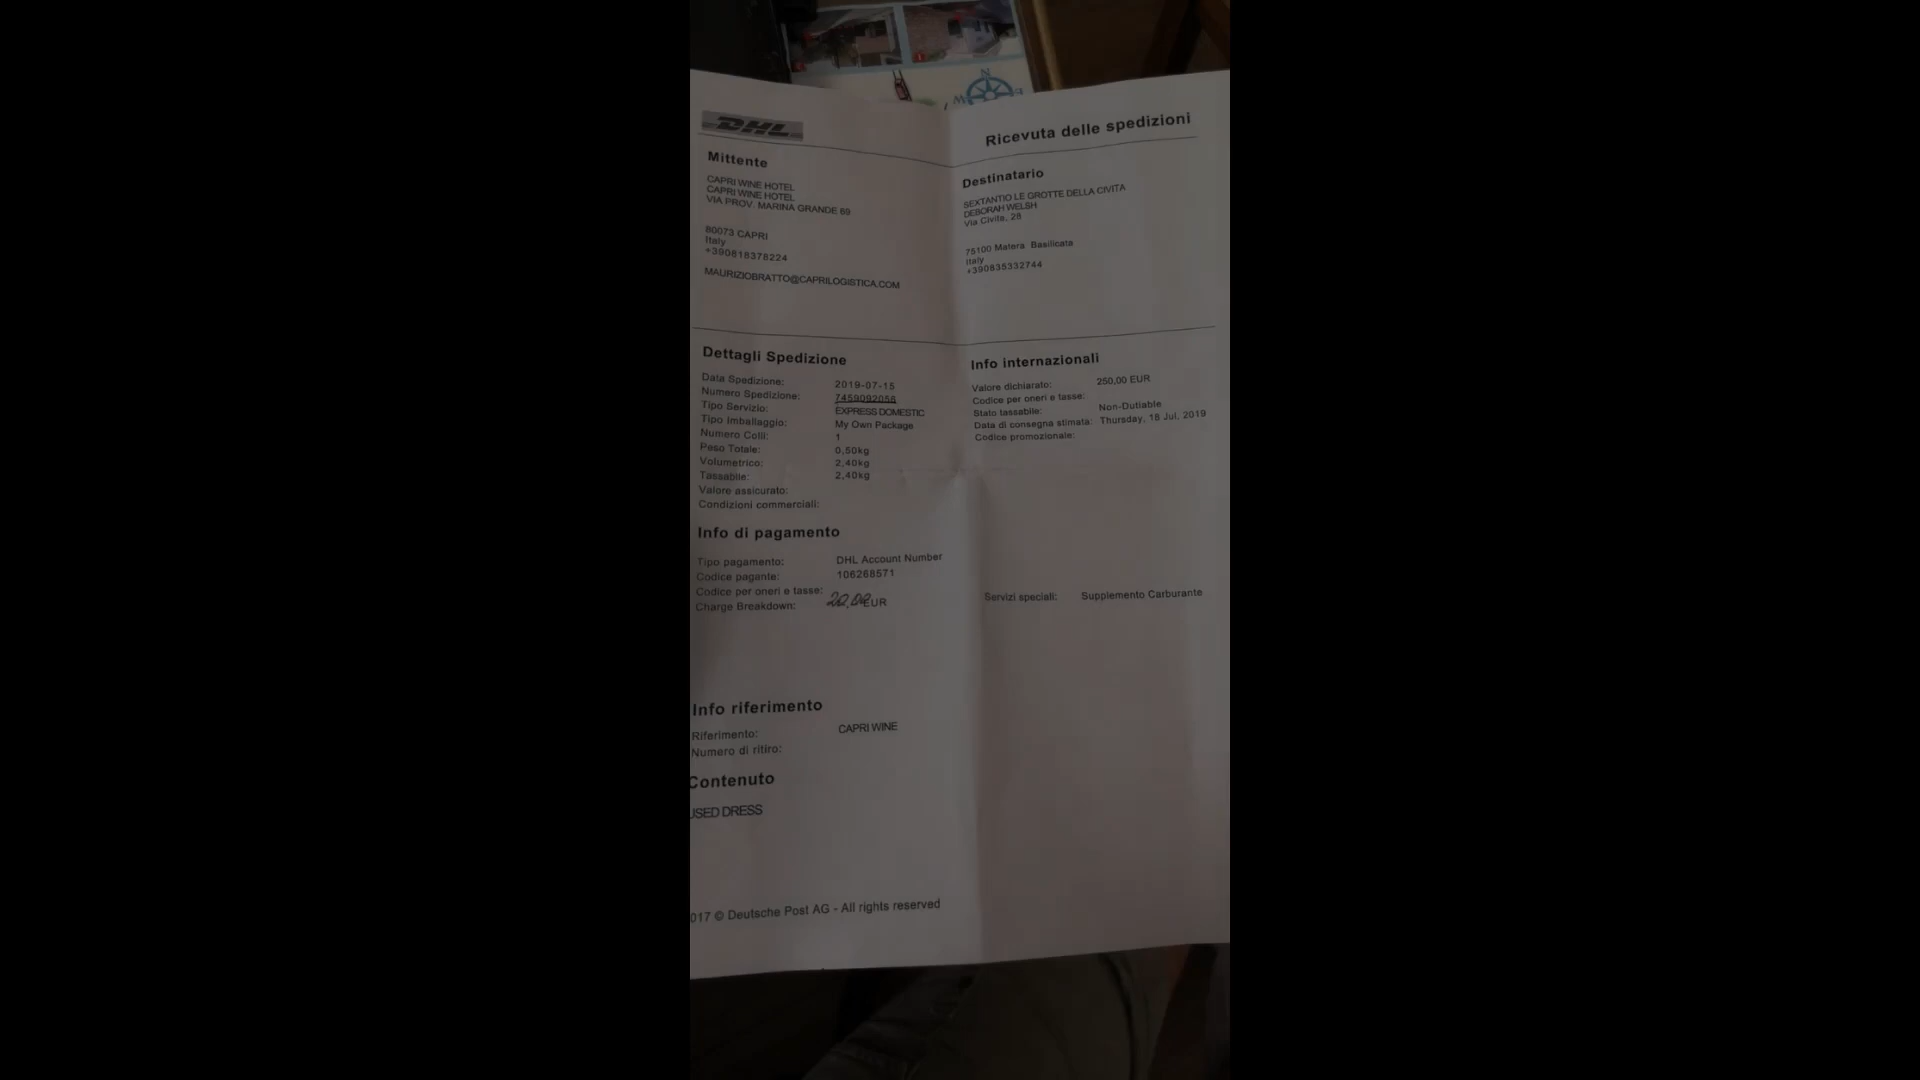 N
W
E
DHL
Ricevuta delle spedizioni
Mittente
CAPRI WINE HOTEL
CAPRI WINE HOTEL
VIA PROV. MARINA GRANDE 69
80073 CAPRI
Italy
+390818378224
MAURIZIOBRATTO@CAPRILOGISTICA.COM
Destinatario
SEXTANTIO LE GROTTE DELLA CIVITA
DEBORAH WELSH
Via Civita, 28
75100 Matera Basilicata
Italy
+390835332744
Dettagli Spedizione
Data Spedizione: 2019-07-15
Numero Spedizione: 7459092058
Tipo Servizio: EXPRESS DOMESTIC
Tipo Imballaggio: My Own Package
Numero Colli: 1
Peso Totale: 0,50kg
Volumetrico: 2,40kg
Tassabile: 2,40kg
Valore assicurato:
Condizioni commerciali:
Info internazionali
Valore dichiarato: 250,00 EUR
Codice per oneri e tasse:
Stato tassabile: Non-Dutiable
Data di consegna stimata: Thursday, 18 Jul, 2019
Codice promozionale:
Info di pagamento
Tipo pagamento: DHL Account Number
Codice pagante: 106268571
Codice per oneri e tasse:
Charge Breakdown: 20,00 EUR
Servizi speciali: Supplemento Carburante
Info riferimento
Riferimento: CAPRI WINE
Numero di ritiro:
Contenuto
USED DRESS
017 © Deutsche Post AG - All rights reserved